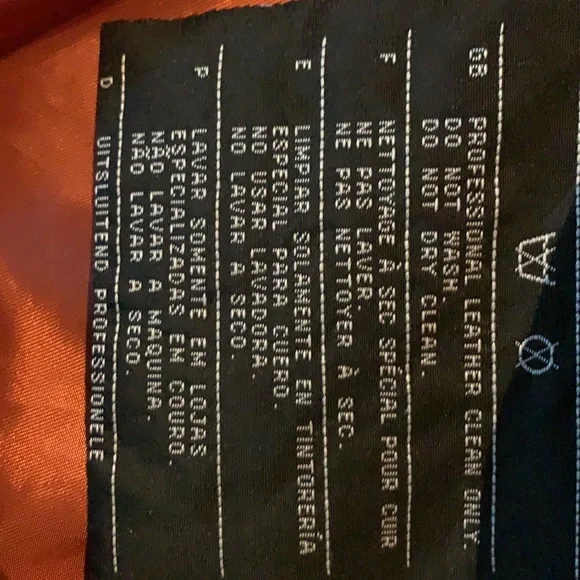 GB PROFESSIONAL LEATHER CLEAN ONLY.
DO NOT WASH.
DO NOT DRY CLEAN.
F NETTOYAGE À SEC SPÉCIAL POUR CUIR
NE PAS LAVER.
NE PAS NETTOYER À SEC.
E LIMPIAR SOLAMENTE EN TINTORERÍA
ESPECIAL PARA CUERO.
NO USAR LAVADORA.
NO LAVAR A SECO.
P LAVAR SOMENTE EN LOJAS
ESPECIALIZADAS EM COURO.
NÃO LAVAR A MAQUINA.
NÃO LAVAR A SECO.
D UITSLUITEND PROFESSIONELE